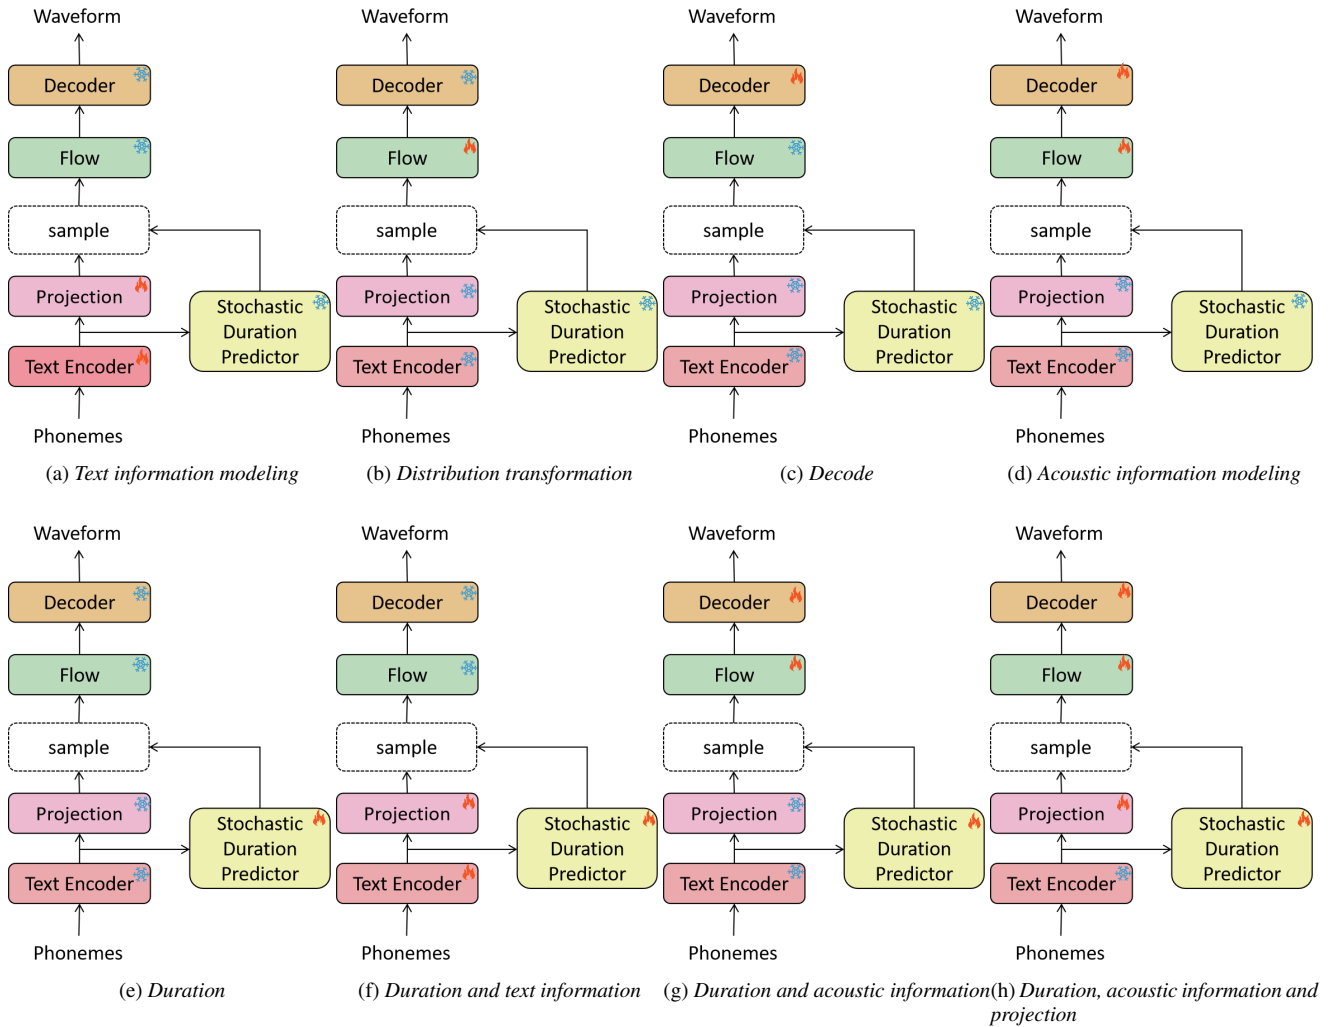 Waveform
Decoder
Flow
sample
Projection
Stochastic
Duration
Predictor
Text Encoder
Phonemes
(a) Text information modeling
Waveform
Decoder
Flow
sample
Projection
Stochastic
Duration
Predictor
Text Encoder
Phonemes
(b) Distribution transformation
Waveform
Decoder
Flow
sample
Projection
Stochastic
Duration
Predictor
Text Encoder
Phonemes
(c) Decode
Waveform
Decoder
Flow
sample
Projection
Stochastic
Duration
Predictor
Text Encoder
Phonemes
(d) Acoustic information modeling
Waveform
Decoder
Flow
sample
Projection
Stochastic
Duration
Predictor
Text Encoder
Phonemes
(e) Duration
Waveform
Decoder
Flow
sample
Projection
Stochastic
Duration
Predictor
Text Encoder
Phonemes
(f) Duration and text information
Waveform
Decoder
Flow
sample
Projection
Stochastic
Duration
Predictor
Text Encoder
Phonemes
(g) Duration and acoustic information
Waveform
Decoder
Flow
sample
Projection
Stochastic
Duration
Predictor
Text Encoder
Phonemes
(h) Duration, acoustic information and
projection